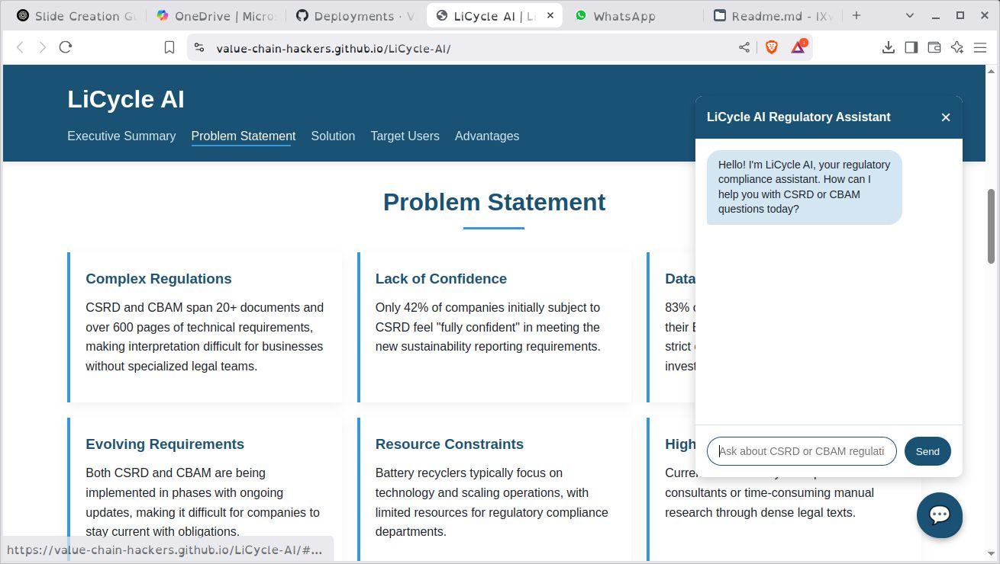 Slide Creation Gu
OneDrive | Micros
Deployments · V
LiCycle AI | Li
WhatsApp
Readme.md - IXv
value-chain-hackers.github.io/LiCycle-AI/
1
LiCycle AI
Executive Summary Problem Statement Solution Target Users Advantages
Problem Statement
Complex Regulations
CSRD and CBAM span 20+ documents and
over 600 pages of technical requirements,
making interpretation difficult for businesses
without specialized legal teams.
Lack of Confidence
Only 42% of companies initially subject to
CSRD feel "fully confident" in meeting the
new sustainability reporting requirements.
Data
83%
their
strict
invest
Evolving Requirements
Both CSRD and CBAM are being
implemented in phases with ongoing
updates, making it difficult for companies to
stay current with obligations.
Resource Constraints
Battery recyclers typically focus on
technology and scaling operations, with
limited resources for regulatory compliance
departments.
High
consultants or time-consuming manual
research through dense legal texts.
LiCycle AI Regulatory Assistant
Hello! I'm LiCycle AI, your regulatory
compliance assistant. How can I
help you with CSRD or CBAM
questions today?
Ask about CSRD or CBAM regulati
Send
https://value-chain-hackers.github.io/LiCycle-AI/#...